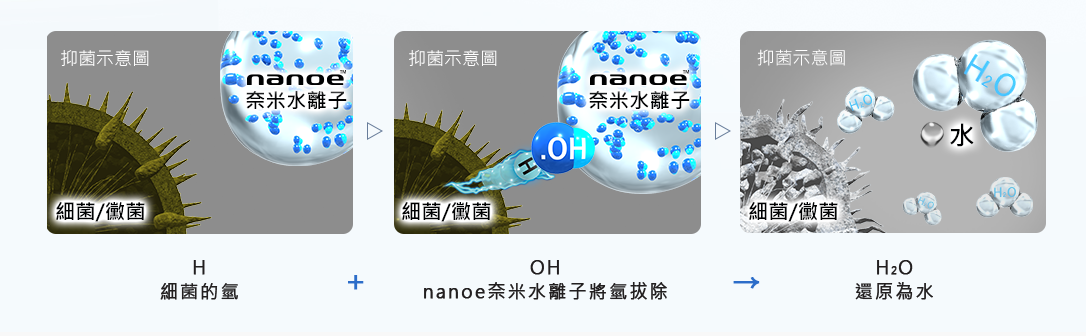 抑菌示意圖
nanoe™
奈米水離子
細菌/黴菌
抑菌示意圖
nanoe™
奈米水離子
.OH
H
細菌/黴菌
抑菌示意圖
H₂O
H₂O
水
H₂O
H₂O
細菌/黴菌
H
細菌的氫
+
OH
nanoe奈米水離子將氫拔除
→
H₂O
還原為水